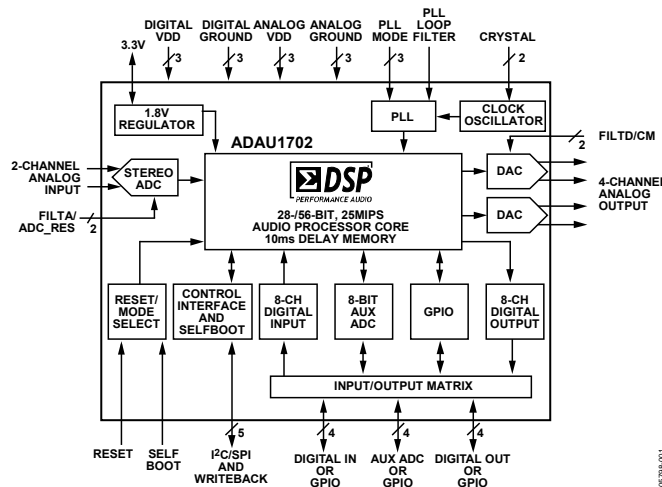 DIGITAL VDD
DIGITAL GROUND
ANALOG VDD
ANALOG GROUND
PLL MODE
PLL LOOP FILTER
CRYSTAL
3.3V
3
3
3
3
3
2
1.8V REGULATOR
PLL
CLOCK OSCILLATOR
ADAU1702
FILTD/CM
2
2-CHANNEL ANALOG INPUT
STEREO ADC
FILTA/ ADC_RES
2
ΣDSP
PERFORMANCE AUDIO
28-/56-BIT, 25MIPS
AUDIO PROCESSOR CORE
10ms DELAY MEMORY
DAC
DAC
4-CHANNEL ANALOG OUTPUT
RESET/ MODE SELECT
CONTROL INTERFACE AND SELFBOOT
8-CH DIGITAL INPUT
8-BIT AUX ADC
GPIO
8-CH DIGITAL OUTPUT
INPUT/OUTPUT MATRIX
5
4
4
4
RESET
SELF BOOT
I2C/SPI AND WRITEBACK
DIGITAL IN OR GPIO
AUX ADC OR GPIO
DIGITAL OUT OR GPIO
05798-001